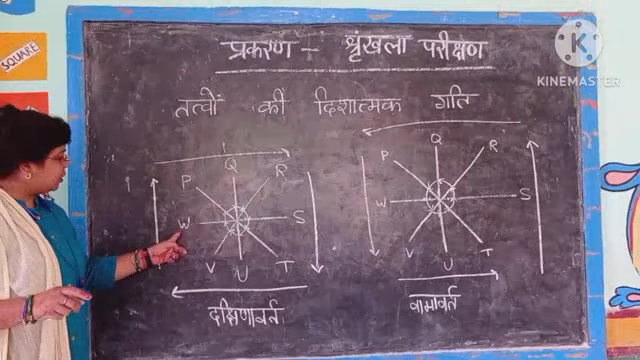 SQUARE
KINEMASTER
प्रकरण - श्रृंखला परीक्षण
तत्वों की दिशात्मक गति
P Q R
W S
V U T
दक्षिणावर्त
P Q R
W S
V U T
वामावर्त